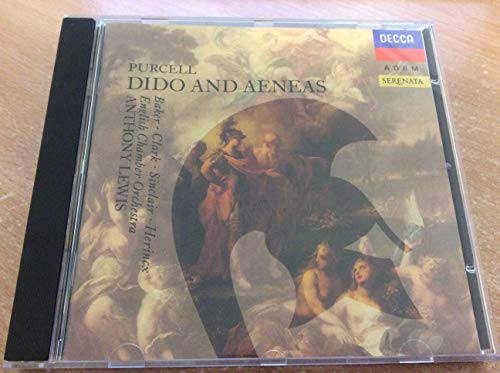 DECCA
ADRM
SERENATA
PURCELL
DIDO AND AENEAS
Baker · Clark · Sinclair · Herincx
English Chamber Orchestra
ANTHONY LEWIS